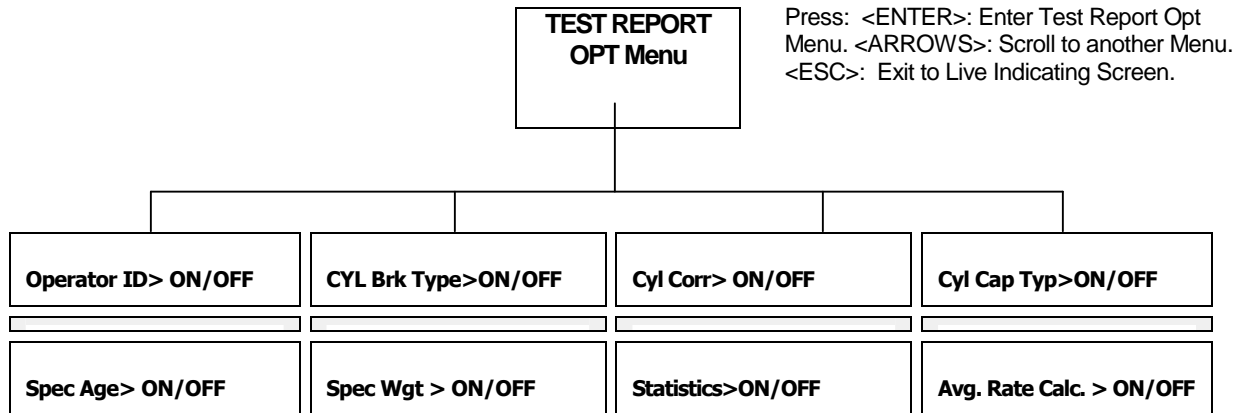 TEST REPORT
OPT Menu
Press: <ENTER>: Enter Test Report Opt
Menu. <ARROWS>: Scroll to another Menu.
<ESC>: Exit to Live Indicating Screen.
Operator ID> ON/OFF
CYL Brk Type>ON/OFF
Cyl Corr> ON/OFF
Cyl Cap Typ>ON/OFF
Spec Age> ON/OFF
Spec Wgt > ON/OFF
Statistics>ON/OFF
Avg. Rate Calc. > ON/OFF